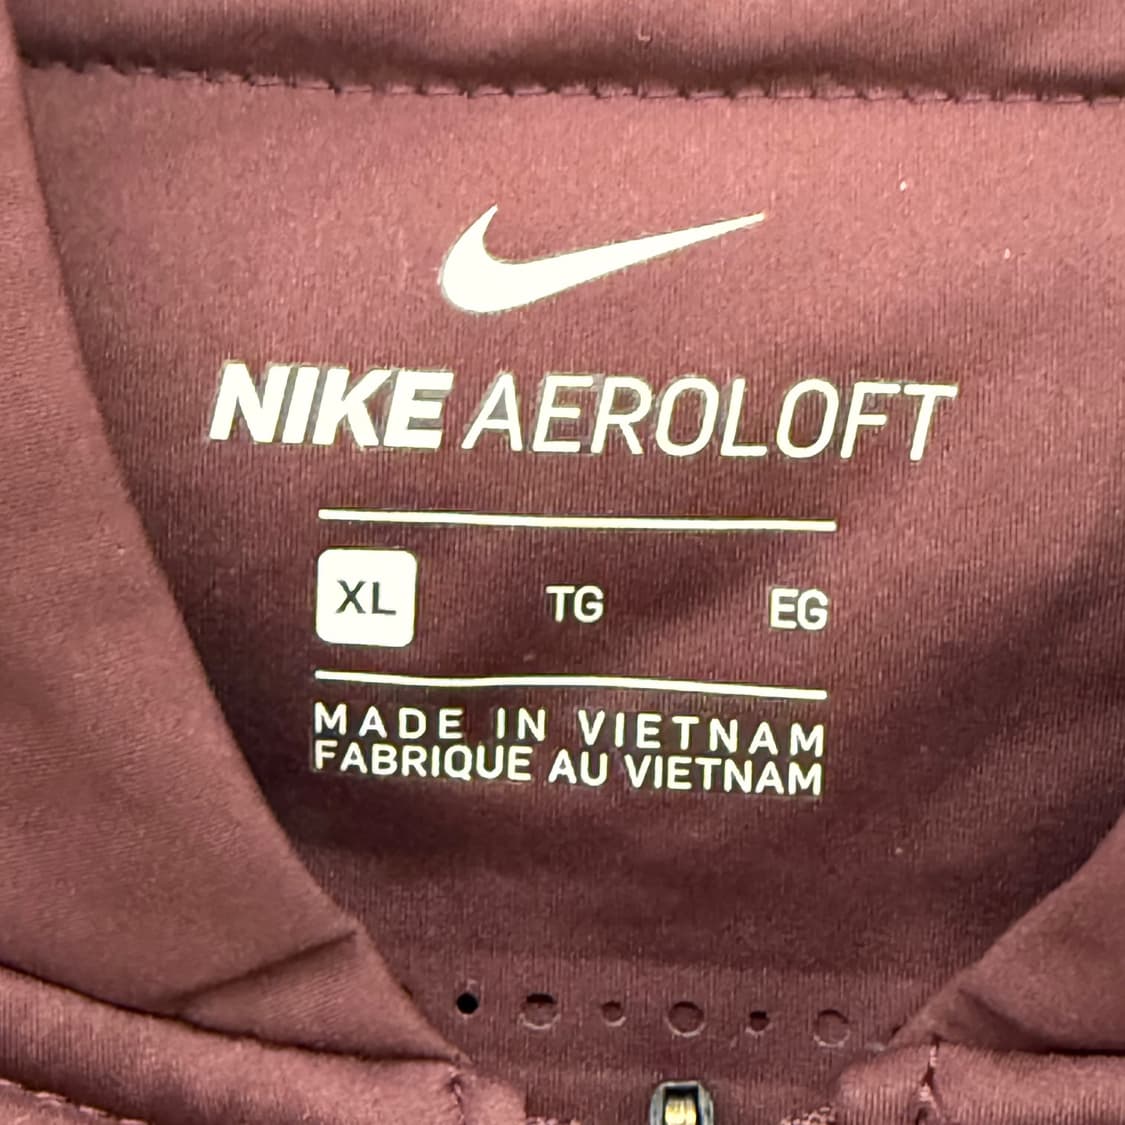 NIKE AEROLOFT
XL TG EG
MADE IN VIETNAM
FABRIQUE AU VIETNAM